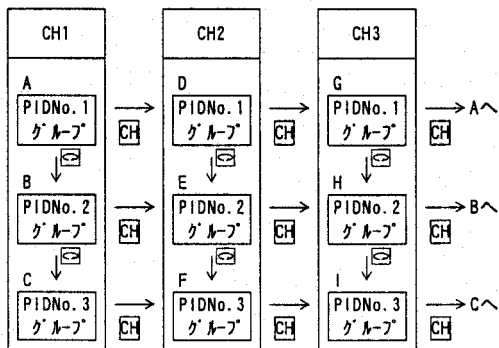 CH1 CH2 CH3
A D G
PIDNo.1 PIDNo.1 PIDNo.1 Aへ
グループ CH グループ CH グループ CH
B E H
PIDNo.2 PIDNo.2 PIDNo.2 Bへ
グループ CH グループ CH グループ CH
C F I
PIDNo.3 PIDNo.3 PIDNo.3 Cへ
グループ CH グループ CH グループ CH